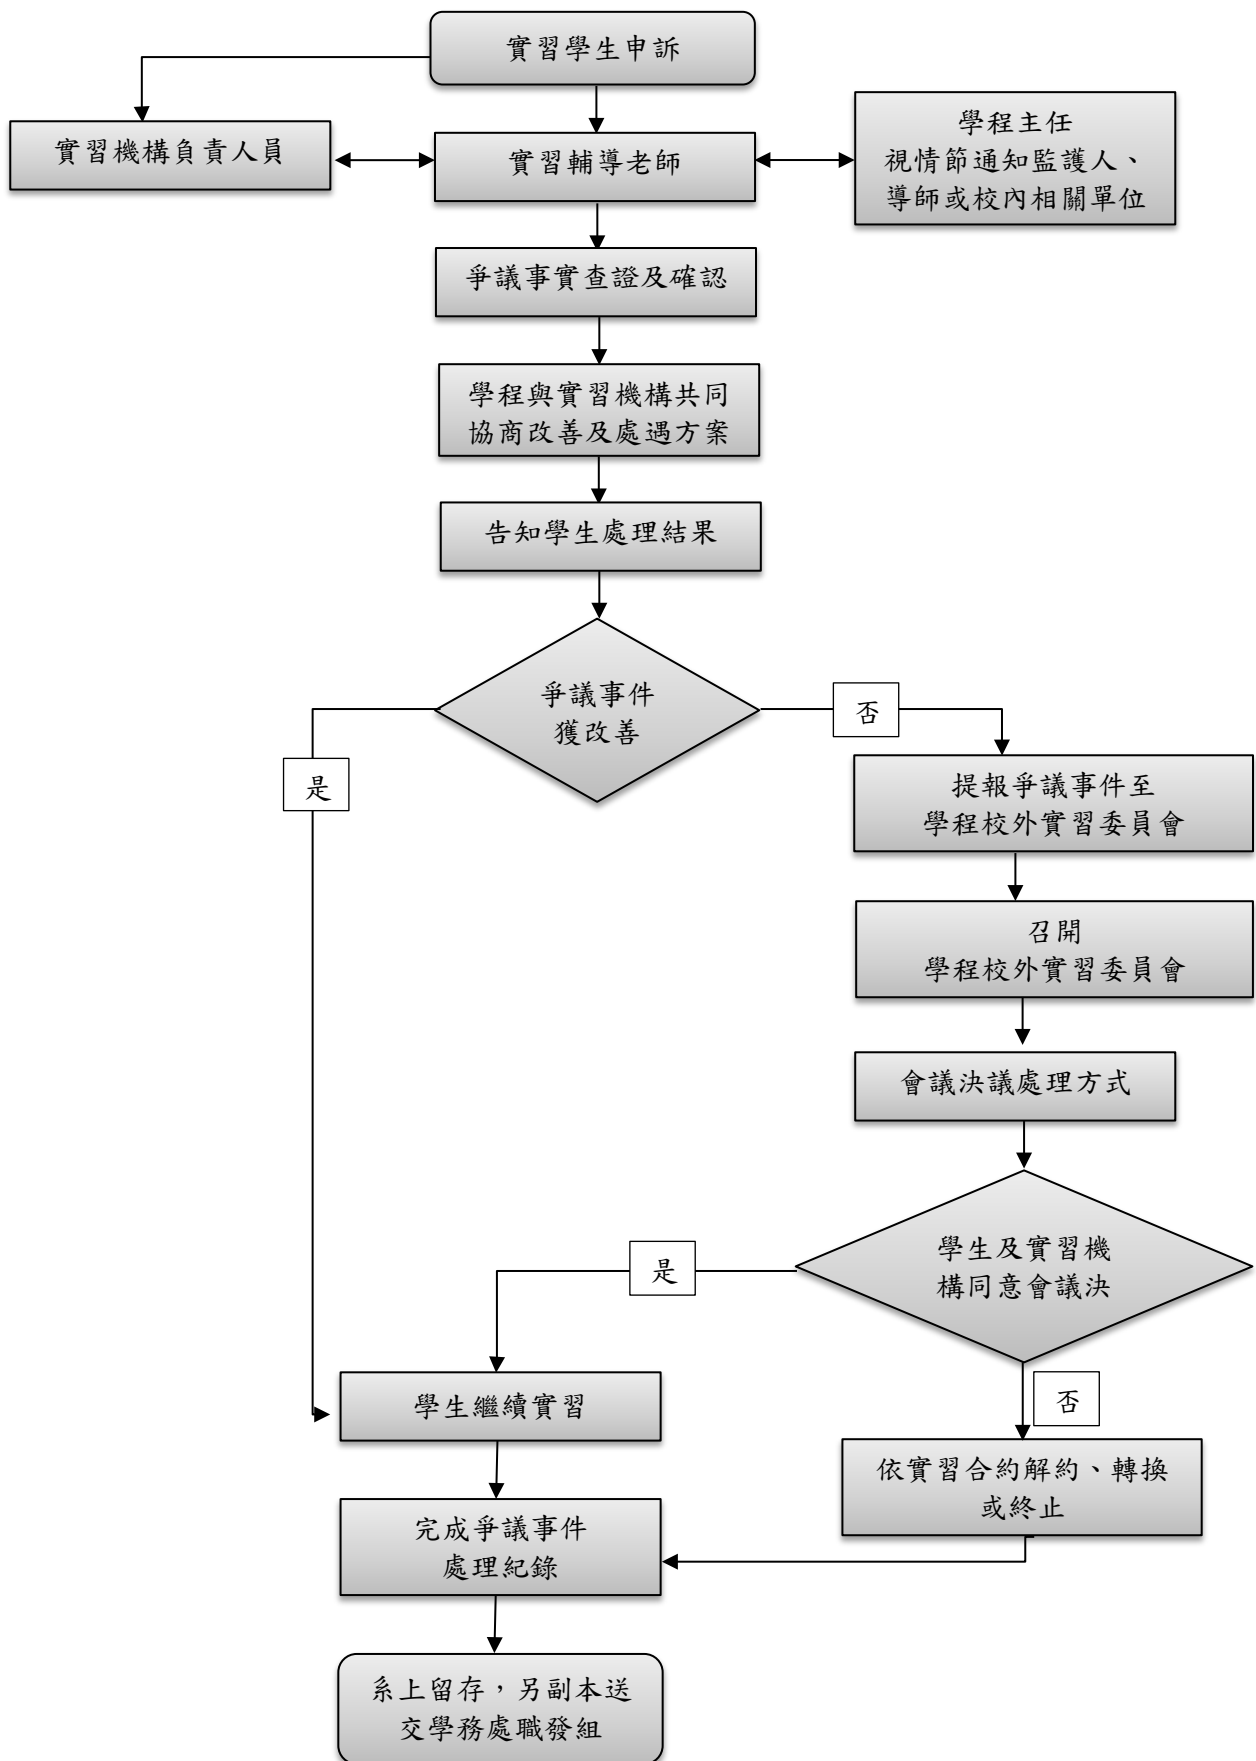 實習學生申訴
實習機構負責人員
實習輔導老師
學程主任
視情節通知監護人、
導師或校內相關單位
爭議事實查證及確認
學程與實習機構共同
協商改善及處遇方案
告知學生處理結果
爭議事件
獲改善
否
是
提報爭議事件至
學程校外實習委員會
召開
學程校外實習委員會
會議決議處理方式
學生及實習機
構同意會議決
是
否
學生繼續實習
依實習合約解約、轉換
或終止
完成爭議事件
處理紀錄
系上留存，另副本送
交學務處職發組